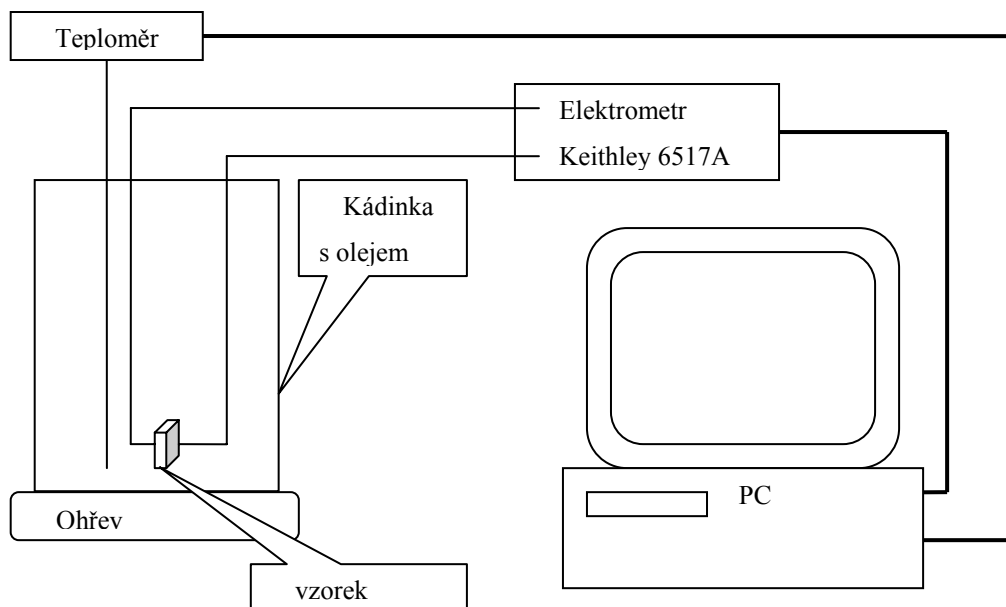 Teploměr
Elektrometr
Keithley 6517A
Kádinka
s olejem
PC
Ohřev
vzorek